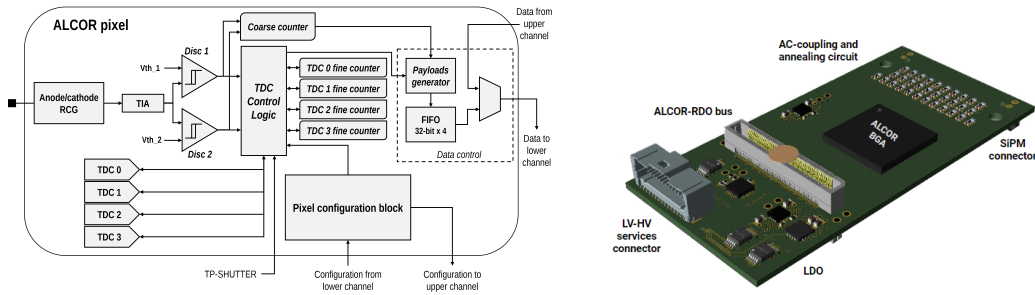 ALCOR pixel
Coarse counter
Data from
upper
channel
Disc 1
Vth_1
Anode/cathode
RCG
TIA
TDC
Control
Logic
TDC 0 fine counter
TDC 1 fine counter
TDC 2 fine counter
TDC 3 fine counter
Payloads
generator
FIFO
32-bit x 4
Data control
Vth_2
Disc 2
Data to
lower
channel
TDC 0
TDC 1
TDC 2
TDC 3
Pixel configuration block
TP-SHUTTER
Configuration from
lower channel
Configuration to
upper channel
AC-coupling and
annealing circuit
ALCOR-RDO bus
ALCOR
BGA
SiPM
connector
LV-HV
services
connector
LDO